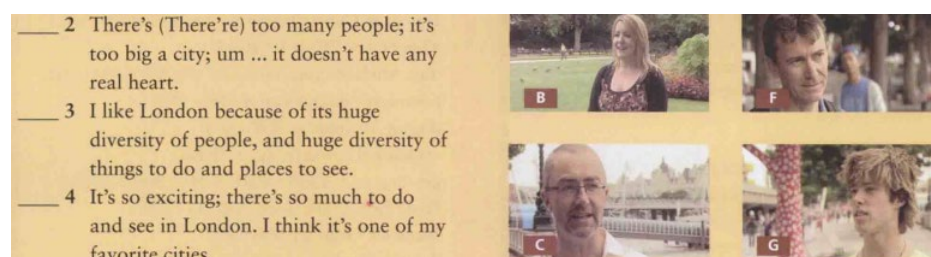 ____ 2 There's (There're) too many people; it's
too big a city; um ... it doesn't have any
real heart.
____ 3 I like London because of its huge
diversity of people, and huge diversity of
things to do and places to see.
____ 4 It's so exciting; there's so much to do
and see in London. I think it's one of my
favorite cities.
B
F
C
G